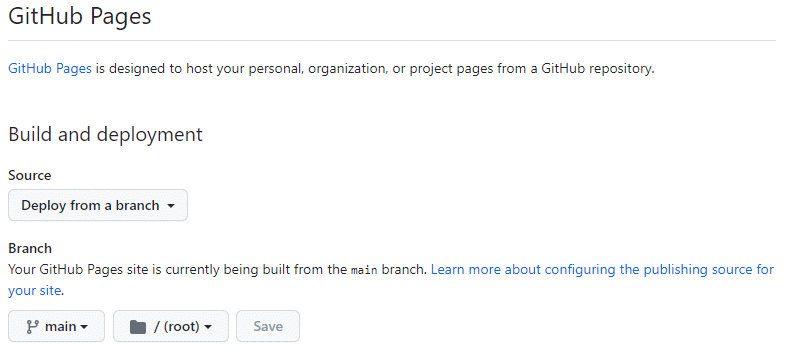 GitHub Pages
GitHub Pages is designed to host your personal, organization, or project pages from a GitHub repository.
Build and deployment
Source
Deploy from a branch
Branch
Your GitHub Pages site is currently being built from the main branch. Learn more about configuring the publishing source for
your site.
main / (root) Save